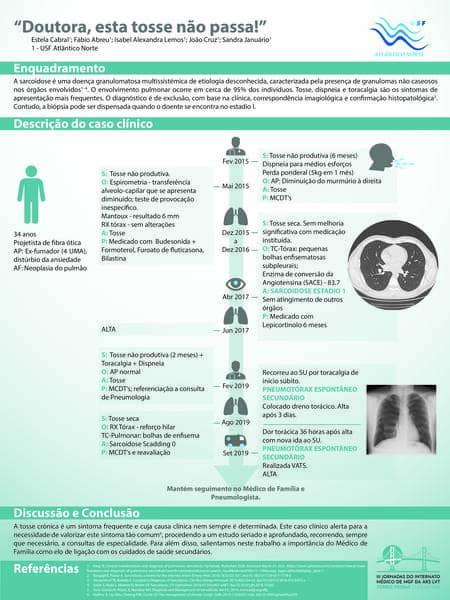 “Doutora, esta tosse não passa!”
Estela Cabral¹; Fábio Abreu¹; Isabel Alexandra Lemos¹; João Cruz¹; Sandra Januário¹
1 - USF Atlântico Norte
USF
ATLÂNTICO NORTE
Enquadramento
A sarcoidose é uma doença granulomatosa multissistémica de etiologia desconhecida, caracterizada pela presença de granulomas não caseosos
nos órgãos envolvidos. O envolvimento pulmonar ocorre em cerca de 95% dos indivíduos. Tosse, dispneia e toracalgia são os sintomas de
apresentação mais frequentes. O diagnóstico é de exclusão, com base na clínica, correspondência imagiológica e confirmação histopatológica.
Contudo, a biópsia pode ser dispensada quando o doente se encontra no estadio I.
Descrição do caso clínico
34 anos
Projetista de fibra ótica
AP: Ex-fumador (4 UMA),
distúrbio da ansiedade
AF: Neoplasia do pulmão
Fev 2015
S: Tosse não produtiva (6 meses)
Dispneia para médios esforços
Perda ponderal (5kg em 1 mês)
O: AP: Diminuição do murmúrio à direita
A: Tosse
P: MCDT's
Mai 2015
S: Tosse não produtiva.
O: Espirometria - transferência
alveolo-capilar que se apresenta
diminuido; teste de provocação
inespecífico.
Mantoux - resultado 6 mm
RX tórax - sem alterações
A: Tosse
P: Medicado com Budesonida +
Formoterol, Furoato de fluticasona,
Bilastina
Dez 2015
a
Dez 2016
S: Tosse seca. Sem melhoria
significativa com medicação
instituida.
O: TC-Tórax: pequenas
bolhas enfisematosas
subpleurais;
Enzima de conversão da
Angiotensina (SACE) - 83.7
A: SARCOIDOSE ESTADIO 1
Sem atingimento de outros
órgãos
P: Medicado com
Lepicortinolo 6 meses
Abr 2017
ALTA
Jun 2017
S: Tosse não produtiva (2 meses) +
Toracalgia + Dispneia
O: AP normal
A: Tosse
P: MCDT's; referenciação a consulta
de Pneumologia
Fev 2019
Recorreu ao SU por toracalgia de
início súbito.
PNEUMOTÓRAX ESPONTÂNEO
SECUNDÁRIO
Colocado dreno torácico. Alta
após 3 dias.
Ago 2019
S: Tosse seca
O: RX Tórax - reforço hilar
TC-Pulmonar: bolhas de enfisema
A: Sarcoidose Scadding 0
P: MCDT's e reavaliação
Set 2019
Dor torácica 36 horas após alta
com nova ida ao SU.
PNEUMOTÓRAX ESPONTÂNEO
SECUNDÁRIO
Realizada VATS.
ALTA
Mantém seguimento no Médico de Família e
Pneumologista.
Discussão e Conclusão
A tosse crónica é um sintoma frequente e cuja causa clínica nem sempre é determinada. Este caso clínico alerta para a
necessidade de valorizar este sintoma tão comum, procedendo a um estudo seriado e aprofundado, recorrendo, sempre
que necessário, a consultas de especialidade. Para além disso, salientamos neste trabalho a importância do Médico de
Família como elo de ligação com os cuidados de saúde secundários.
Referências
III JORNADAS DO INTERNATO
MÉDICO DE MGF DA ARS LVT